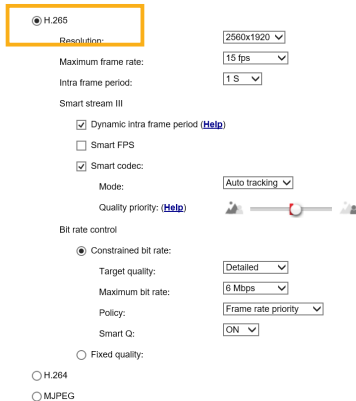 H.265
Resolution: 2560x1920
Maximum frame rate: 15 fps
Intra frame period: 1 S
Smart stream III
Dynamic intra frame period (Help)
Smart FPS
Smart codec:
Mode: Auto tracking
Quality priority: (Help)
Bit rate control
Constrained bit rate:
Target quality: Detailed
Maximum bit rate: 6 Mbps
Policy: Frame rate priority
Smart Q: ON
Fixed quality:
H.264
MJPEG